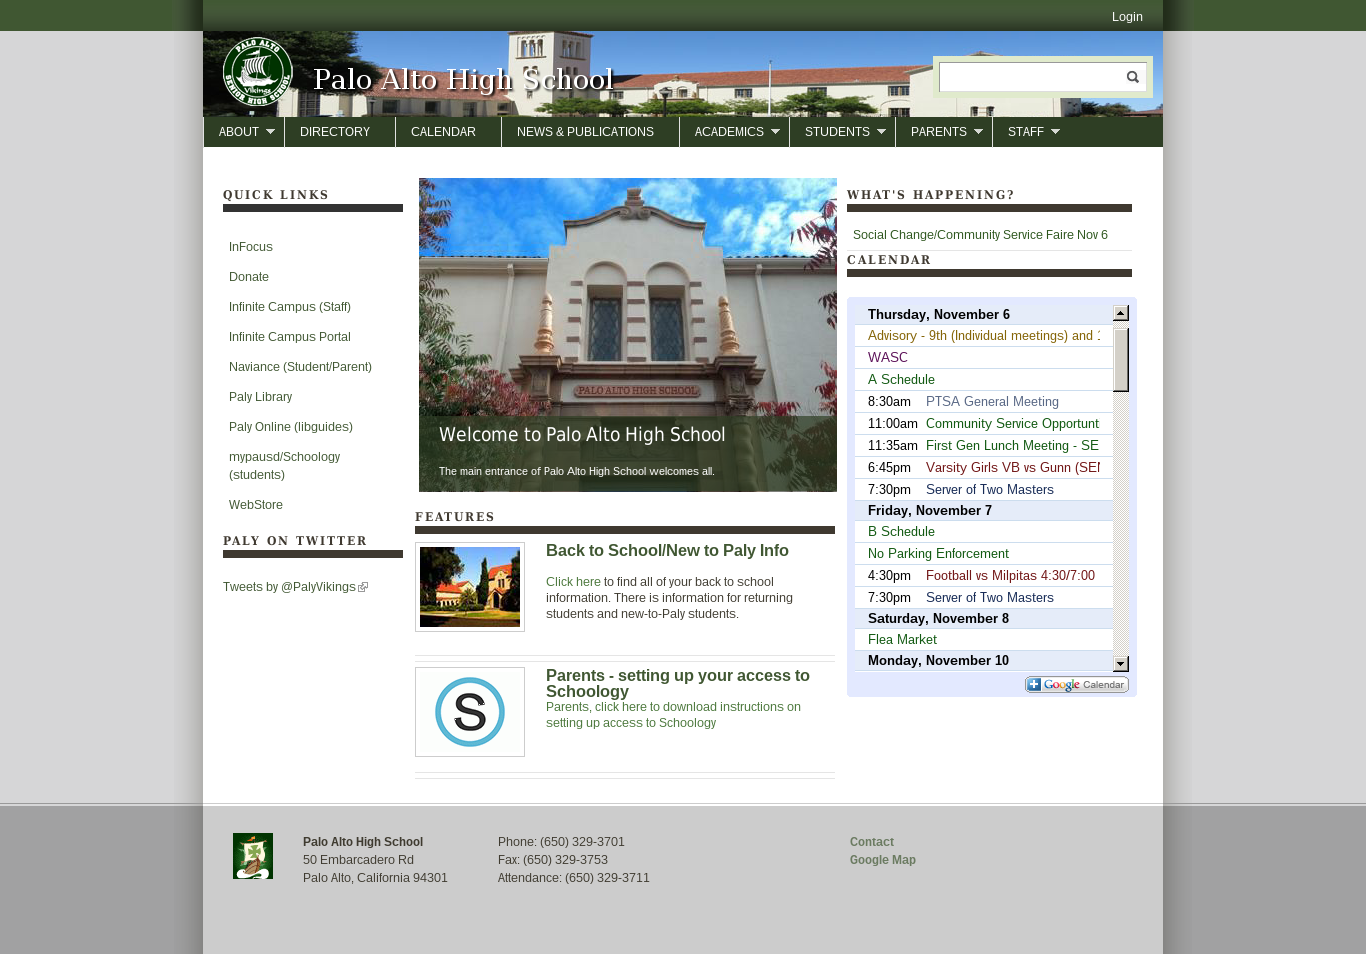 Login
PALO ALTO
Vikings
SENIOR HIGH SCHOOL
Palo Alto High School
ABOUT
DIRECTORY
CALENDAR
NEWS & PUBLICATIONS
ACADEMICS
STUDENTS
PARENTS
STAFF
QUICK LINKS
InFocus
Donate
Infinite Campus (Staff)
Infinite Campus Portal
Naviance (Student/Parent)
Paly Library
Paly Online (libguides)
mypausd/Schoology
(students)
WebStore
PALY ON TWITTER
Tweets by @PalyVikings
PALO ALTO HIGH SCHOOL
Welcome to Palo Alto High School
The main entrance of Palo Alto High School welcomes all.
FEATURES
Back to School/New to Paly Info
Click here to find all of your back to school
information. There is information for returning
students and new-to-Paly students.
S
Parents - setting up your access to
Schoology
Parents, click here to download instructions on
setting up access to Schoology
WHAT'S HAPPENING?
Social Change/Community Service Faire Nov 6
CALENDAR
Thursday, November 6
Advisory - 9th (Individual meetings) and
WASC
A Schedule
8:30am PTSA General Meeting
11:00am Community Service Opportunt
11:35am First Gen Lunch Meeting - SE
6:45pm Varsity Girls VB vs Gunn (SEN
7:30pm Server of Two Masters
Friday, November 7
B Schedule
No Parking Enforcement
4:30pm Football vs Milpitas 4:30/7:00
7:30pm Server of Two Masters
Saturday, November 8
Flea Market
Monday, November 10
Google Calendar
Palo Alto High School
50 Embarcadero Rd
Palo Alto, California 94301
Phone: (650) 329-3701
Fax: (650) 329-3753
Attendance: (650) 329-3711
Contact
Google Map